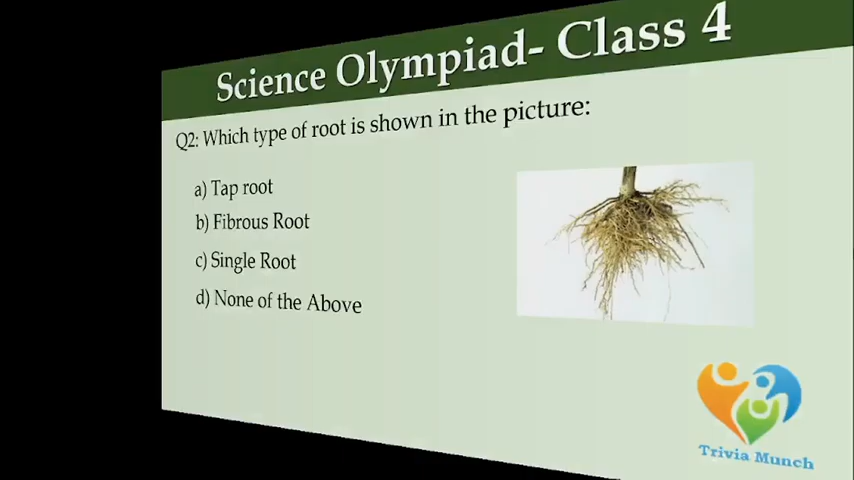 Science Olympiad- Class 4
Q2: Which type of root is shown in the picture:
a) Tap root
b) Fibrous Root
c) Single Root
d) None of the Above
Trivia Munch